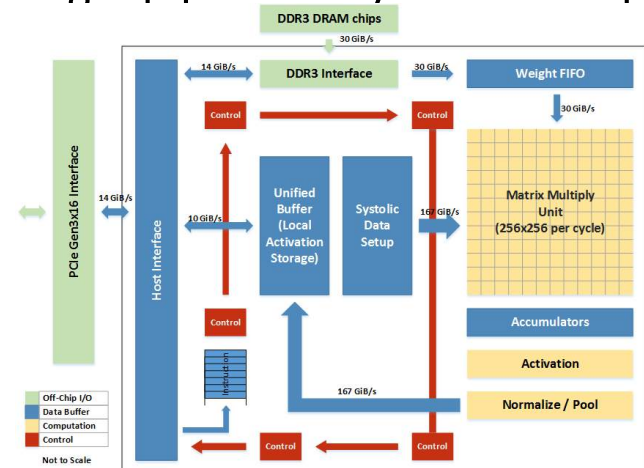 DDR3 DRAM chips
30 GiB/s
14 GiB/s
DDR3 Interface
30 GiB/s
Weight FIFO
30 GiB/s
Control
Control
PCIe Gen3x16 Interface
14 GiB/s
Host Interface
10 GiB/s
Unified
Buffer
(Local
Activation
Storage)
Systolic
Data
Setup
167 GiB/s
Matrix Multiply
Unit
(256x256 per cycle)
Control
Accumulators
Instruction
Activation
167 GiB/s
Normalize / Pool
Off-Chip I/O
Data Buffer
Computation
Control
Control
Control
Not to Scale